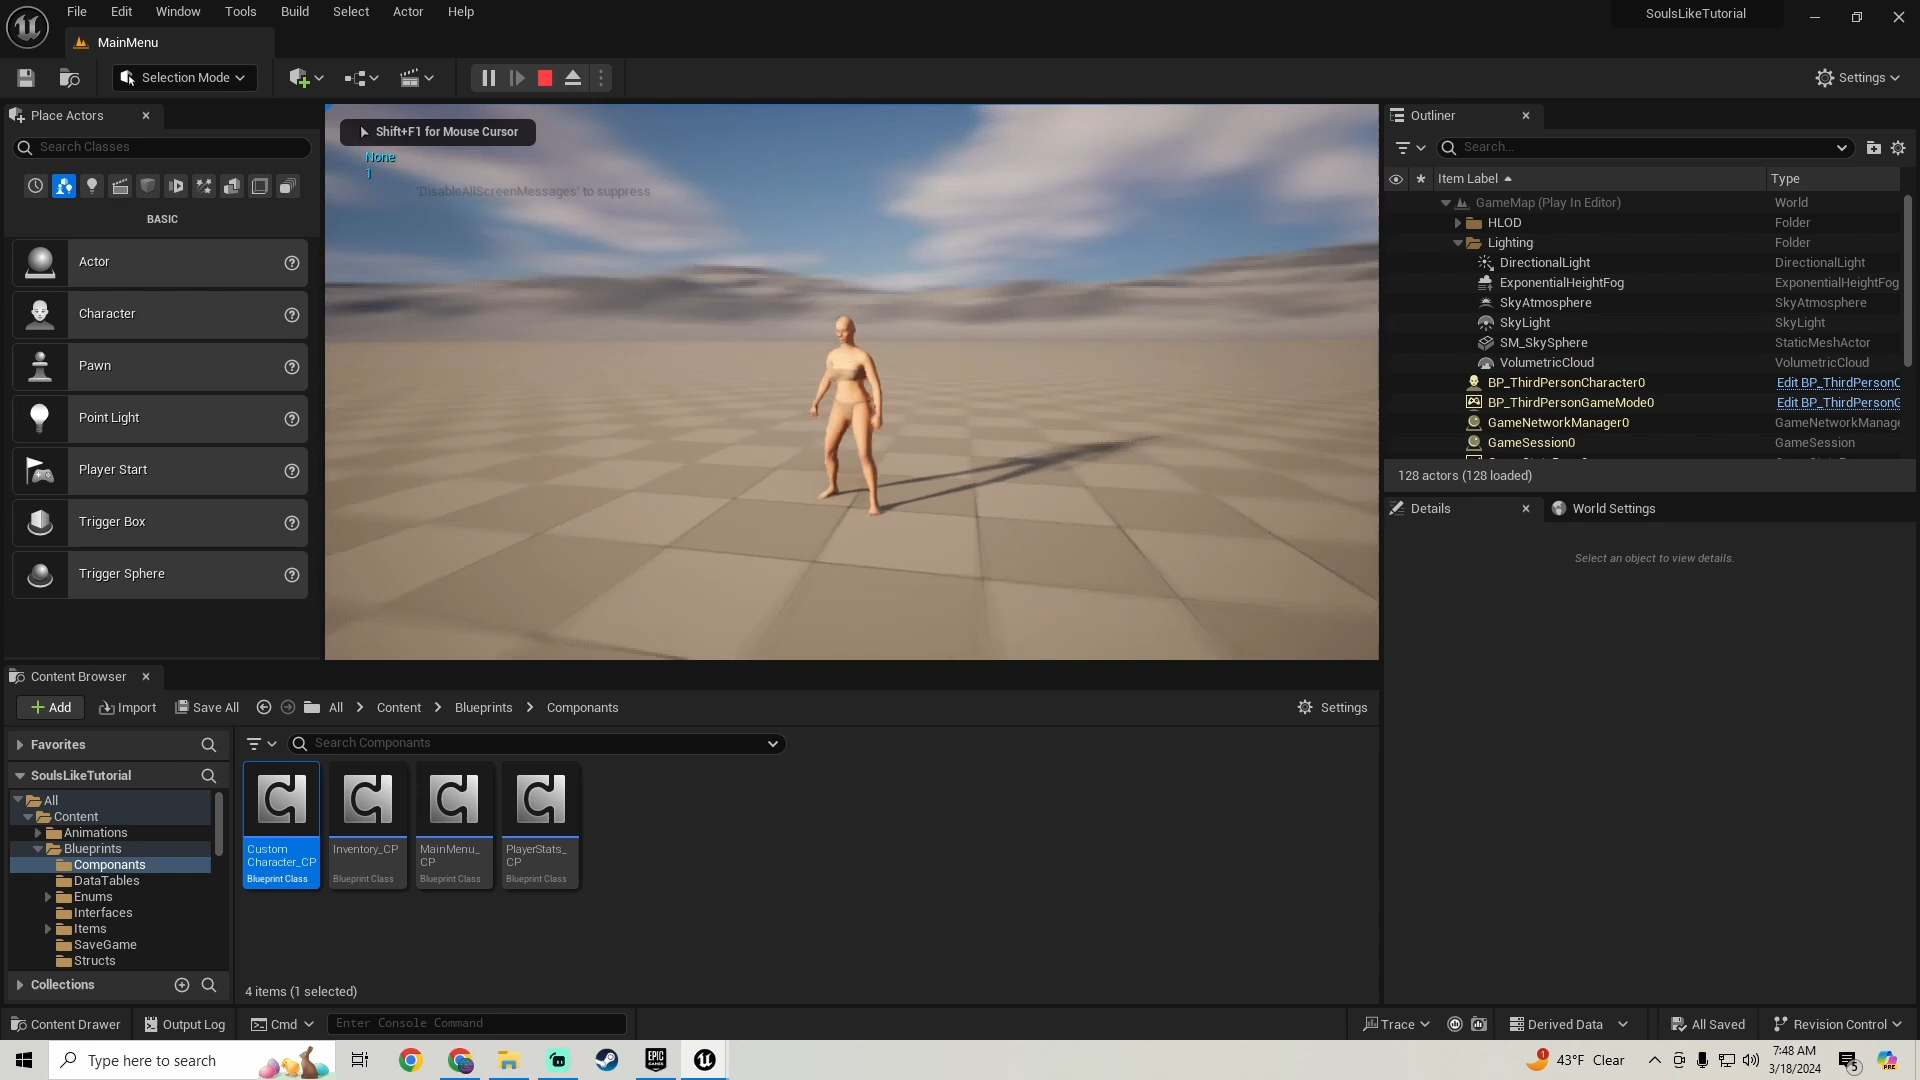 File Edit Window Tools Build Select Actor Help
SoulsLikeTutorial
MainMenu
Selection Mode
Settings
Place Actors
Search Classes
BASIC
Actor
Character
Pawn
Point Light
Player Start
Trigger Box
Trigger Sphere
Shift+F1 for Mouse Cursor
None
1
'DisableAllScreenMessages' to suppress
Outliner
Search...
Item Label Type
GameMap (Play In Editor) World
HLOD Folder
Lighting Folder
DirectionalLight DirectionalLight
ExponentialHeightFog ExponentialHeightFog
SkyAtmosphere SkyAtmosphere
SkyLight SkyLight
SM_SkySphere StaticMeshActor
VolumetricCloud VolumetricCloud
BP_ThirdPersonCharacter0 Edit BP_ThirdPersonC
BP_ThirdPersonGameMode0 Edit BP_ThirdPersonG
GameNetworkManager0 GameNetworkManage
GameSession0 GameSession
128 actors (128 loaded)
Details World Settings
Select an object to view details.
Content Browser
Add Import Save All All Content Blueprints Componants Settings
Favorites
Search Componants
SoulsLikeTutorial
All
Content
Animations
Blueprints
Componants
DataTables
Enums
Interfaces
Items
SaveGame
Structs
Collections
Custom
Character_CP
Blueprint Class
Inventory_CP
Blueprint Class
MainMenu_
CP
Blueprint Class
PlayerStats_
CP
Blueprint Class
4 items (1 selected)
Content Drawer Output Log Cmd Enter Console Command Trace Derived Data All Saved Revision Control
Type here to search
EPIC
GAMES
1
43°F Clear
7:48 AM
3/18/2024
5
PRE